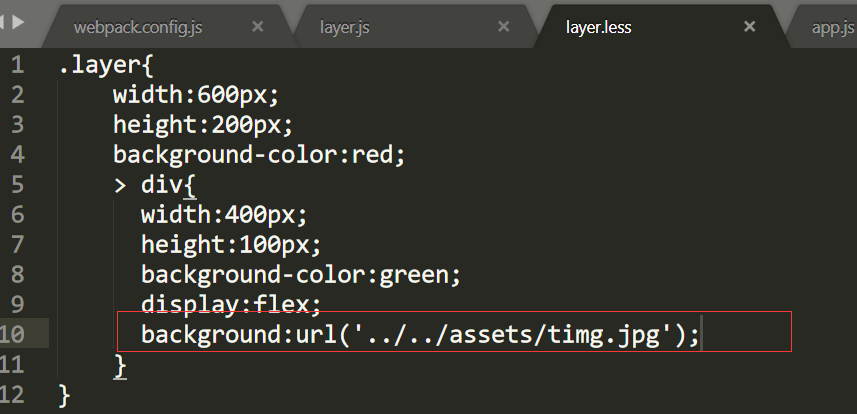 webpack.config.js × layer.js × layer.less × app.js
1 .layer{
2 width:600px;
3 height:200px;
4 background-color:red;
5 > div{
6 width:400px;
7 height:100px;
8 background-color:green;
9 display:flex;
10 background:url('../../assets/timg.jpg');
11 }
12 }